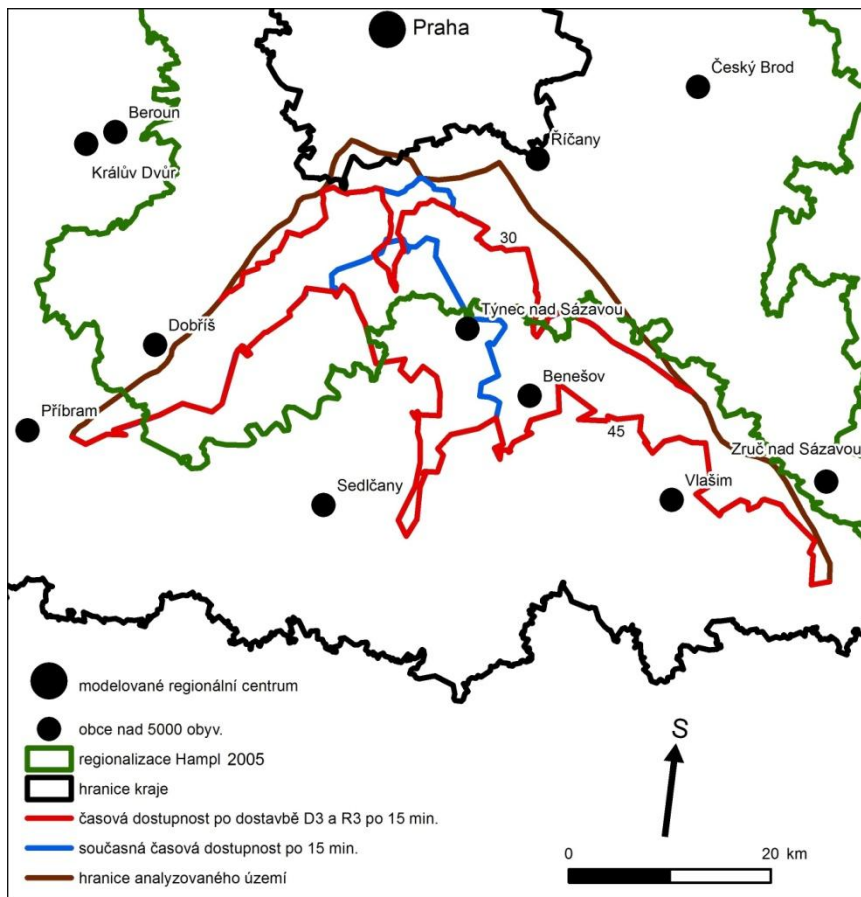 Praha
Český Brod
Beroun
Králův Dvůr
Říčany
30
Týnec nad Sázavou
Dobříš
Benešov
Příbram
45
Zruč nad Sázavou
Sedlčany
Vlašim
modelované regionální centrum
obce nad 5000 obyv.
regionalizace Hampl 2005
hranice kraje
časová dostupnost po dostavbě D3 a R3 po 15 min.
současná časová dostupnost po 15 min.
hranice analyzovaného území
S
0 20 km